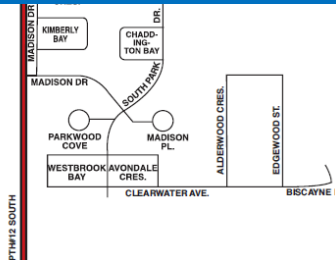 MADISON DR
KIMBERLY
BAY
DR.
CHADD-
ING-
TON BAY
MADISON DR
SOUTH PARK
PARKWOOD
COVE
MADISON
PL.
ALDERWOOD CRES.
EDGEWOOD ST.
WESTBROOK
BAY
AVONDALE
CRES.
CLEARWATER AVE.
BISCAYNE
PTH#12 SOUTH